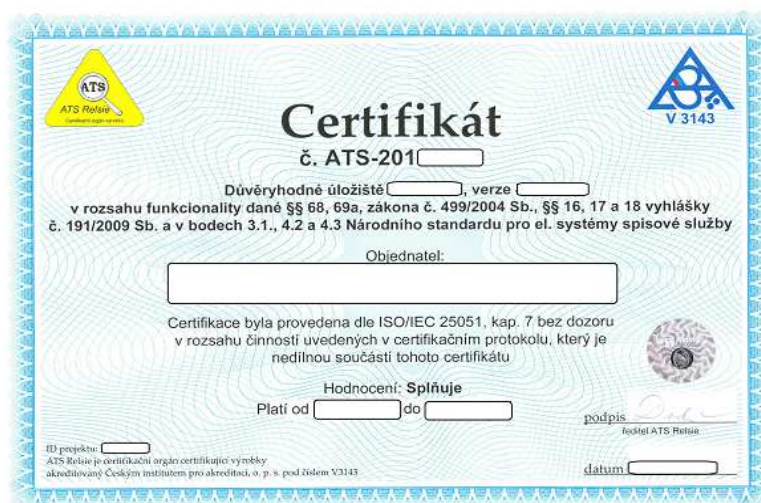 ATS
ATS Relsie
Certifikační orgán výrobků
V 3143
Certifikát
č. ATS-201
Důvěryhodné úložiště , verze
v rozsahu funkcionality dané §§ 68, 69a, zákona č. 499/2004 Sb., §§ 16, 17 a 18 vyhlášky
č. 191/2009 Sb. a v bodech 3.1., 4.2 a 4.3 Národního standardu pro el. systémy spisové služby
Objednatel:
Certifikace byla provedena dle ISO/IEC 25051, kap. 7 bez dozoru
v rozsahu činností uvedených v certifikačním protokolu, který je
nedílnou součástí tohoto certifikátu
Hodnocení: Splňuje
Platí od do
podpis
ředitel ATS Relsie
ID projektu:
ATS Relsie je certifikační orgán certifikující výrobky
akreditovaný Českým institutem pro akreditaci, o. p. s. pod číslem V3143
datum